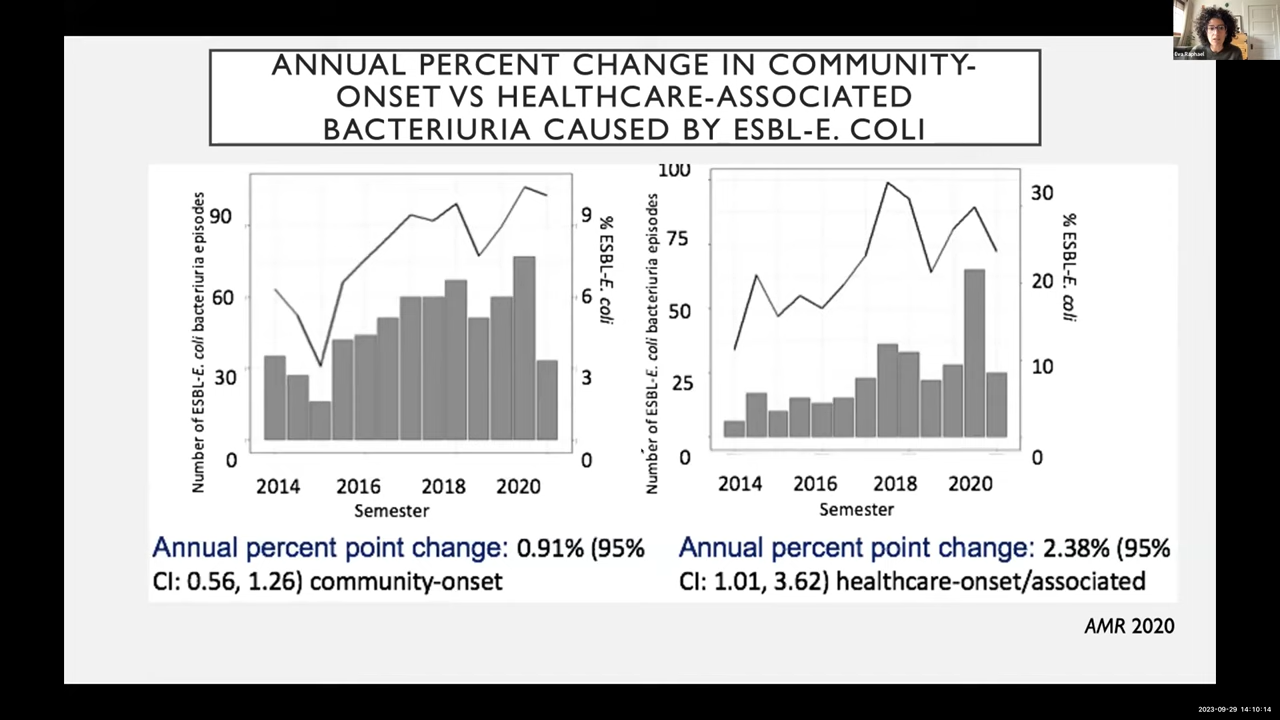 Eva Raphael
ANNUAL PERCENT CHANGE IN COMMUNITY-
ONSET VS HEALTHCARE-ASSOCIATED
BACTERIURIA CAUSED BY ESBL-E. COLI
Number of ESBL-E. coli bacteriuria episodes
90
60
30
0
9
6
3
0
% ESBL-E. coli
2014 2016 2018 2020
Semester
Number of ESBL-E. coli bacteriuria episodes
100
75
50
25
0
30
20
10
0
% ESBL-E. coli
2014 2016 2018 2020
Semester
Annual percent point change: 0.91% (95%
CI: 0.56, 1.26) community-onset
Annual percent point change: 2.38% (95%
CI: 1.01, 3.62) healthcare-onset/associated
AMR 2020
2023-09-29 14:10:14